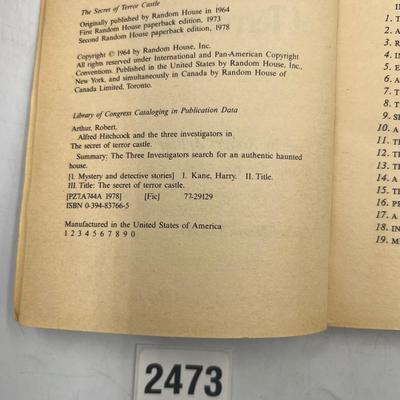 The Secret of Terror Castle
Originally published by Random House in 1964
First Random House paperback edition, 1973
Second Random House paperback edition, 1978
Copyright © 1964 by Random House, Inc.
All rights reserved under International and Pan-American Copyright
Conventions. Published in the United States by Random House, Inc.,
New York, and simultaneously in Canada by Random House of
Canada Limited, Toronto.
Library of Congress Cataloging in Publication Data
Arthur, Robert.
Alfred Hitchcock and the three investigators in
The secret of terror castle.
Summary: The Three Investigators search for an authentic haunted
house.
[1. Mystery and detective stories] I. Kane, Harry. II. Title.
III. Title: The secret of terror castle.
[PZ7.A744A 1978] [Fic] 77-29129
ISBN 0-394-83766-5
Manufactured in the United States of America
1 2 3 4 5 6 7 8 9 0
1. T
2. A
3. R
4. I
5. E
6. A
7. T
8. T
9. S
10. A
11. T
12. TH
13. TH
14. A
15. T
16. P
17. A
18. IN
19. M
2473